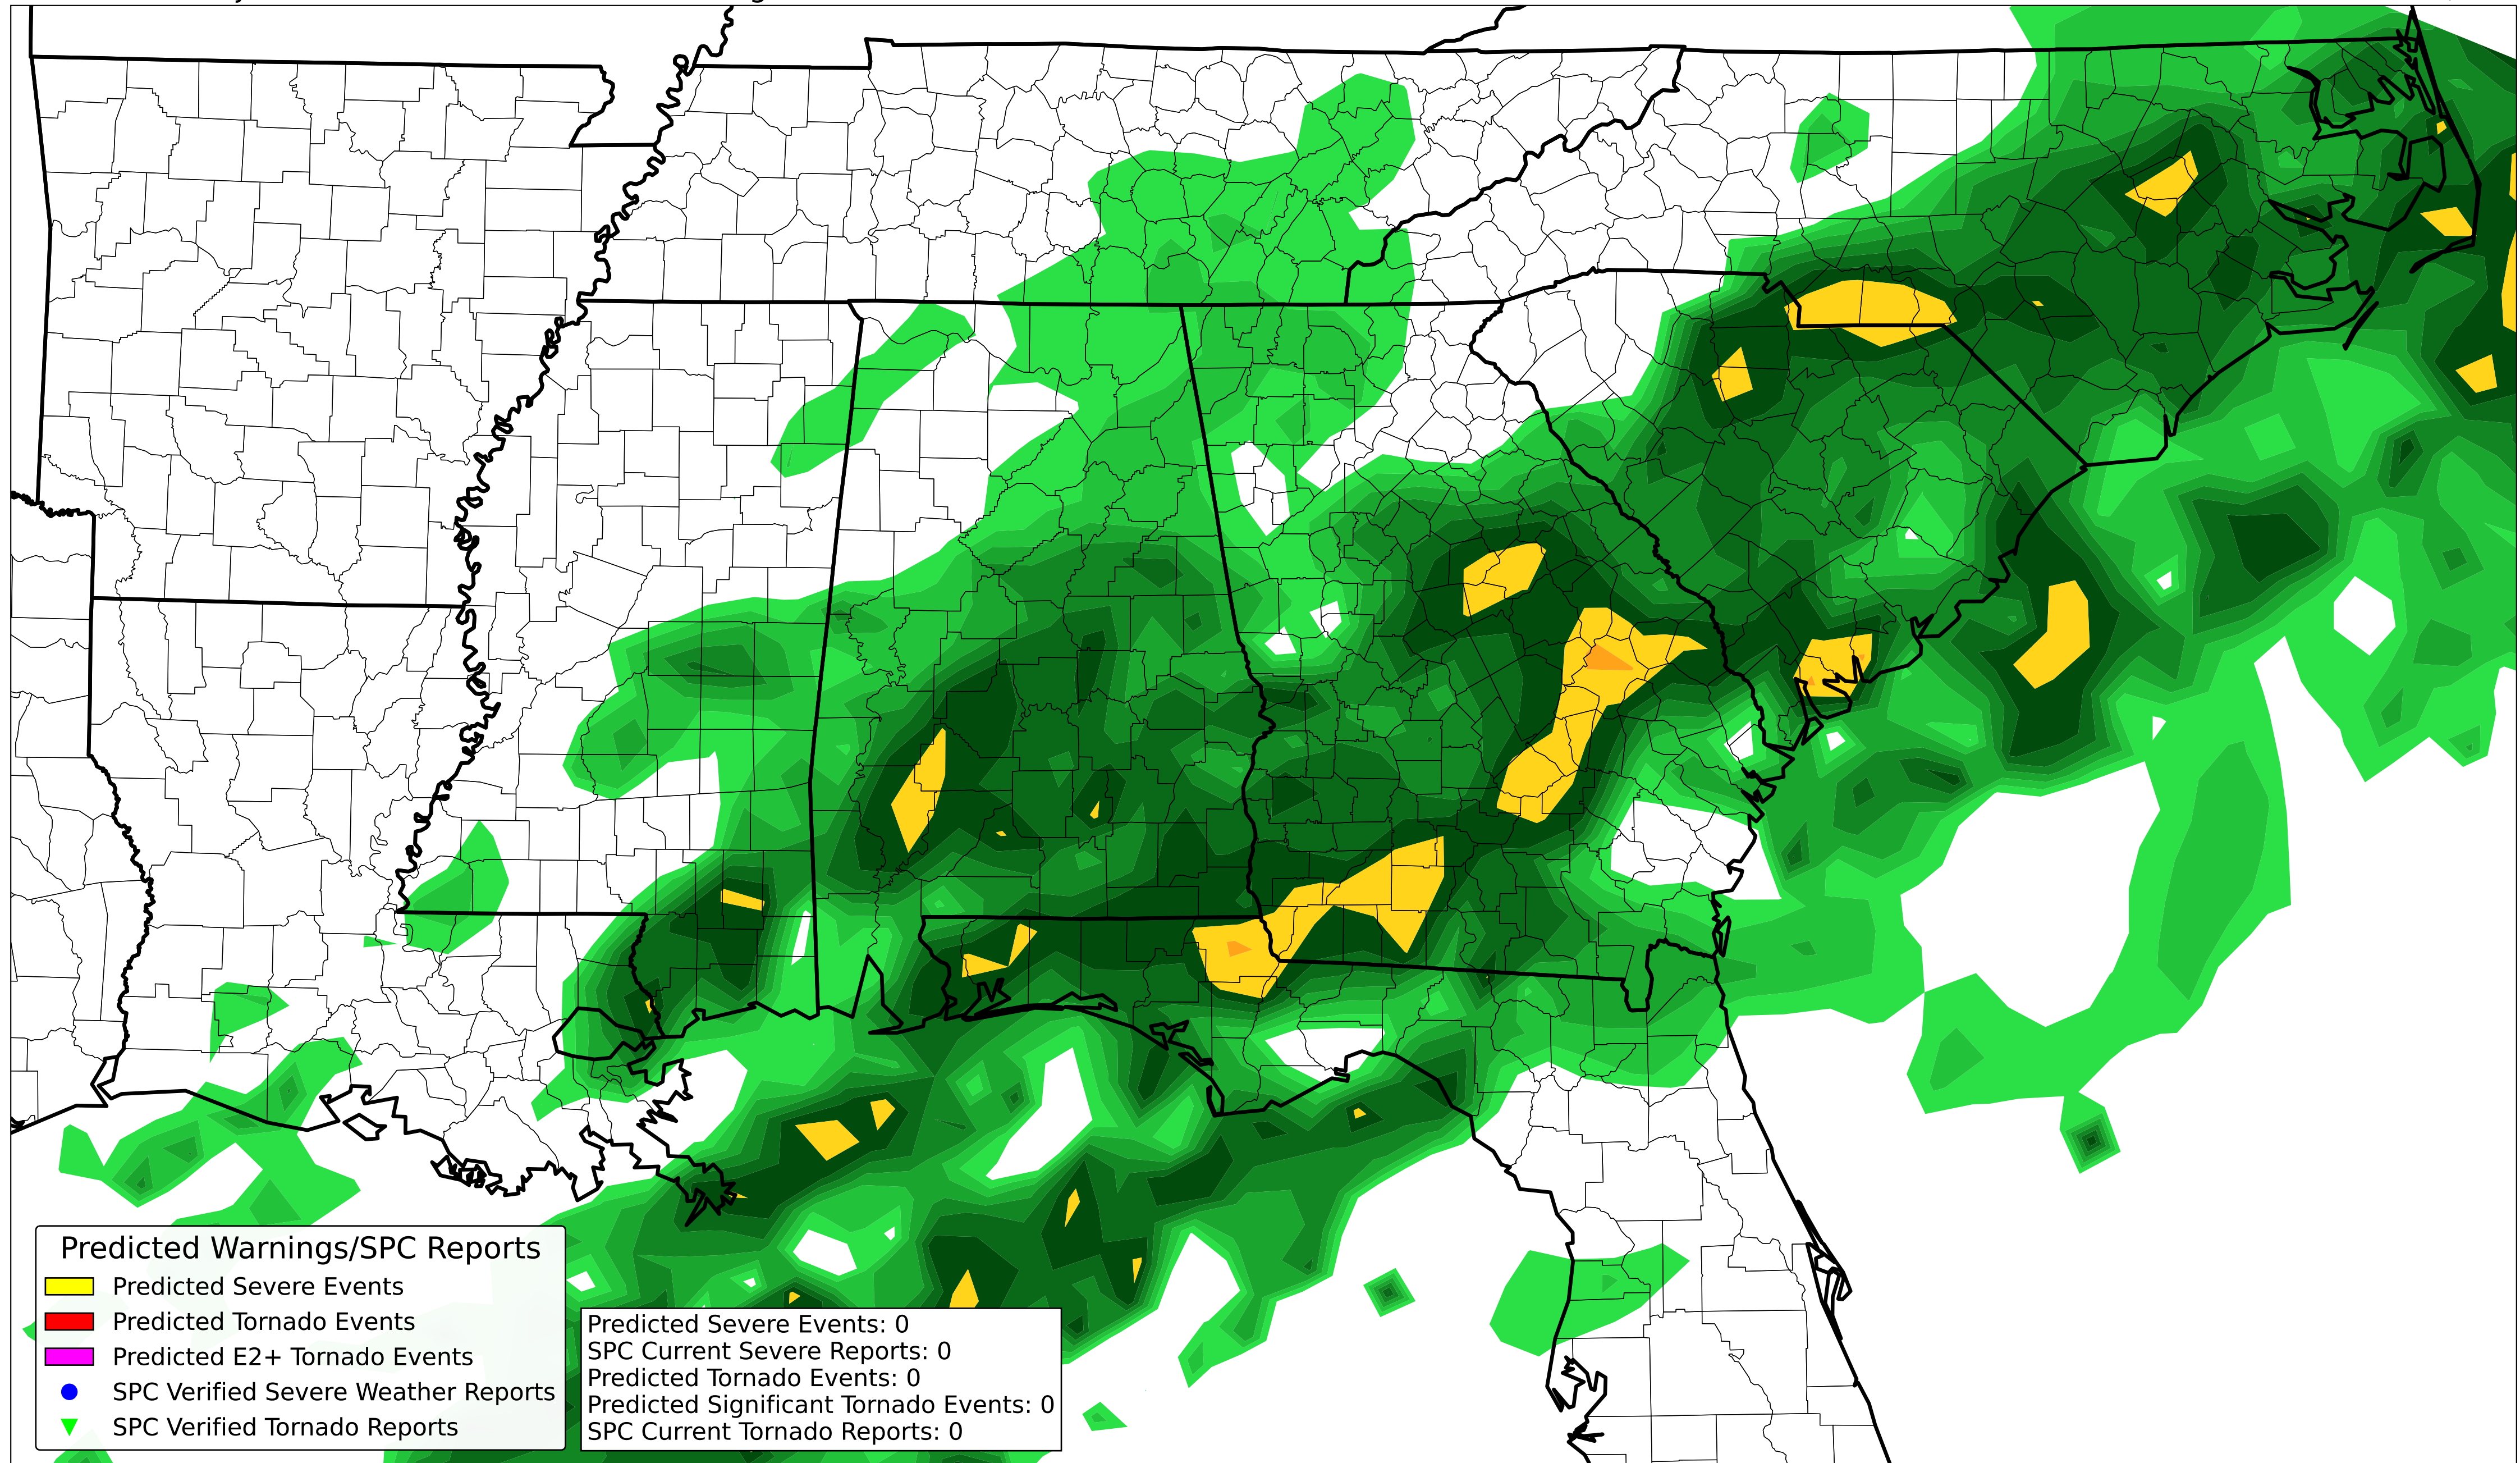 Predicted Warnings/SPC Reports
Predicted Severe Events
Predicted Tornado Events
Predicted E2+ Tornado Events
SPC Verified Severe Weather Reports
SPC Verified Tornado Reports
Predicted Severe Events: 0
SPC Current Severe Reports: 0
Predicted Tornado Events: 0
Predicted Significant Tornado Events: 0
SPC Current Tornado Reports: 0